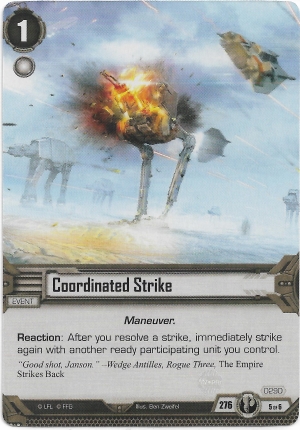 1
Coordinated Strike
EVENT
Maneuver.
Reaction: After you resolve a strike, immediately strike
again with another ready participating unit you control.
"Good shot, Janson." –Wedge Antilles, Rogue Three, The Empire
Strikes Back
0290
© LFL © FFG
Illus. Ben Zweifel
276
5 of 6